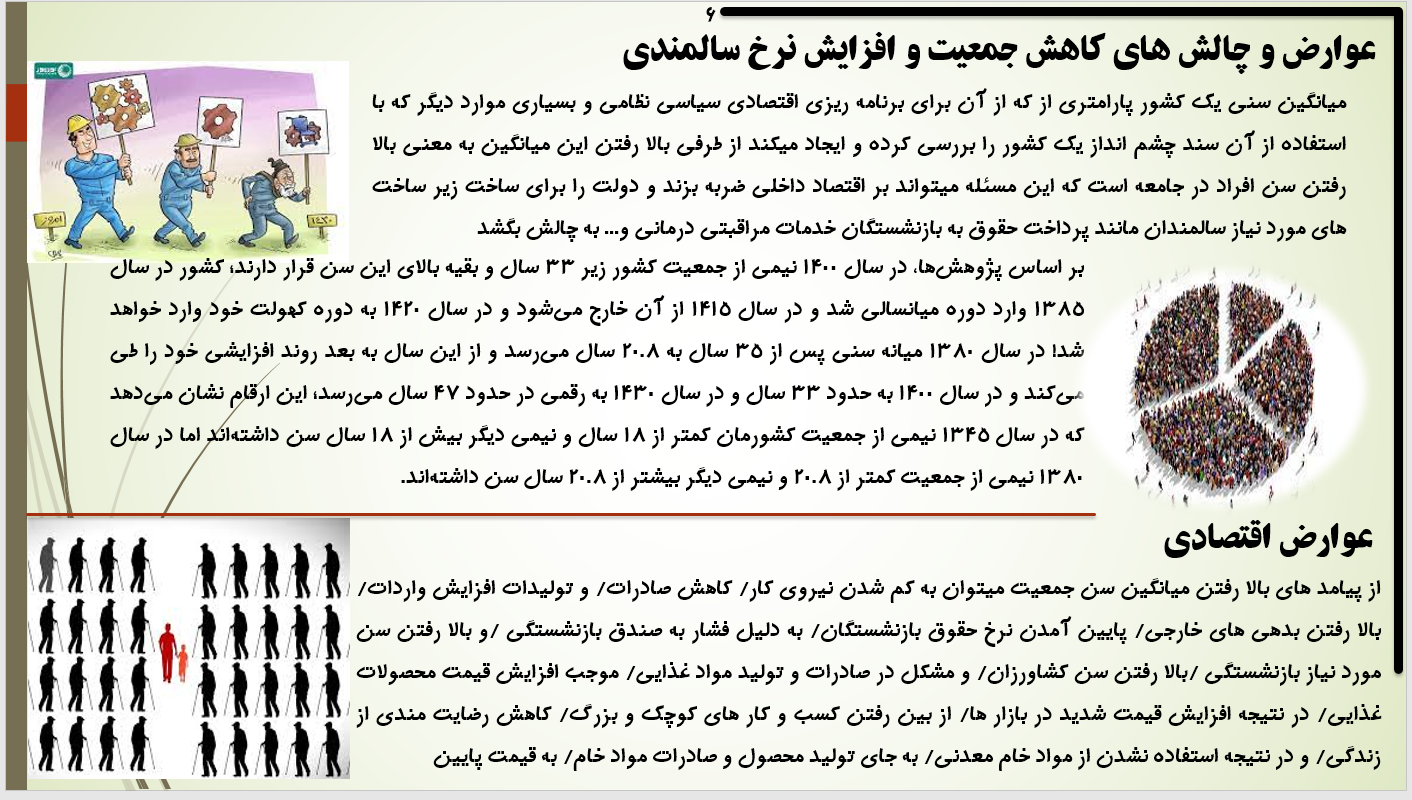 ۶
عوارض و چالش های کاهش جمعیت و افزایش نرخ سالمندی
میانگین سنی یک کشور پارامتری از که از آن برای برنامه ریزی اقتصادی سیاسی نظامی و بسیاری موارد دیگر که با
استفاده از آن سند چشم انداز یک کشور را بررسی کرده و ایجاد میکند از طرفی بالا رفتن این میانگین به معنی بالا
رفتن سن افراد در جامعه است که این مسئله میتواند بر اقتصاد داخلی ضربه بزند و دولت را برای ساخت زیر ساخت
های مورد نیاز سالمندان مانند پرداخت حقوق به بازنشستگان خدمات مراقبتی درمانی و... به چالش بگشد
امروز
۱۴۳۰
بر اساس پژوهش‌ها، در سال ۱۴۰۰ نیمی از جمعیت کشور زیر ۳۳ سال و بقیه بالای این سن قرار دارند؛ کشور در سال
۱۳۸۵ وارد دوره میانسالی شد و در سال ۱۴۱۵ از آن خارج می‌شود و در سال ۱۴۲۰ به دوره کهولت خود وارد خواهد
شد! در سال ۱۳۸۰ میانه سنی پس از ۳۵ سال به ۲۰.۸ سال می‌رسد و از این سال به بعد روند افزایشی خود را طی
می‌کند و در سال ۱۴۰۰ به حدود ۳۳ سال و در سال ۱۴۳۰ به رقمی در حدود ۴۷ سال می‌رسد، این ارقام نشان می‌دهد
که در سال ۱۳۴۵ نیمی از جمعیت کشورمان کمتر از ۱۸ سال و نیمی دیگر بیش از ۱۸ سال سن داشته‌اند اما در سال
۱۳۸۰ نیمی از جمعیت کمتر از ۲۰.۸ و نیمی دیگر بیشتر از ۲۰.۸ سال سن داشته‌اند.
عوارض اقتصادی
از پیامد های بالا رفتن میانگین سن جمعیت میتوان به کم شدن نیروی کار/ کاهش صادرات/ و تولیدات افزایش واردات/
بالا رفتن بدهی های خارجی/ پایین آمدن نرخ حقوق بازنشستگان/ به دلیل فشار به صندق بازنشستگی /و بالا رفتن سن
مورد نیاز بازنشستگی /بالا رفتن سن کشاورزان/ و مشکل در صادرات و تولید مواد غذایی/ موجب افزایش قیمت محصولات
غذایی/ در نتیجه افزایش قیمت شدید در بازار ها/ از بین رفتن کسب و کار های کوچک و بزرگ/ کاهش رضایت مندی از
زندگی/ و در نتیجه استفاده نشدن از مواد خام معدنی/ به جای تولید محصول و صادرات مواد خام/ به قیمت پایین